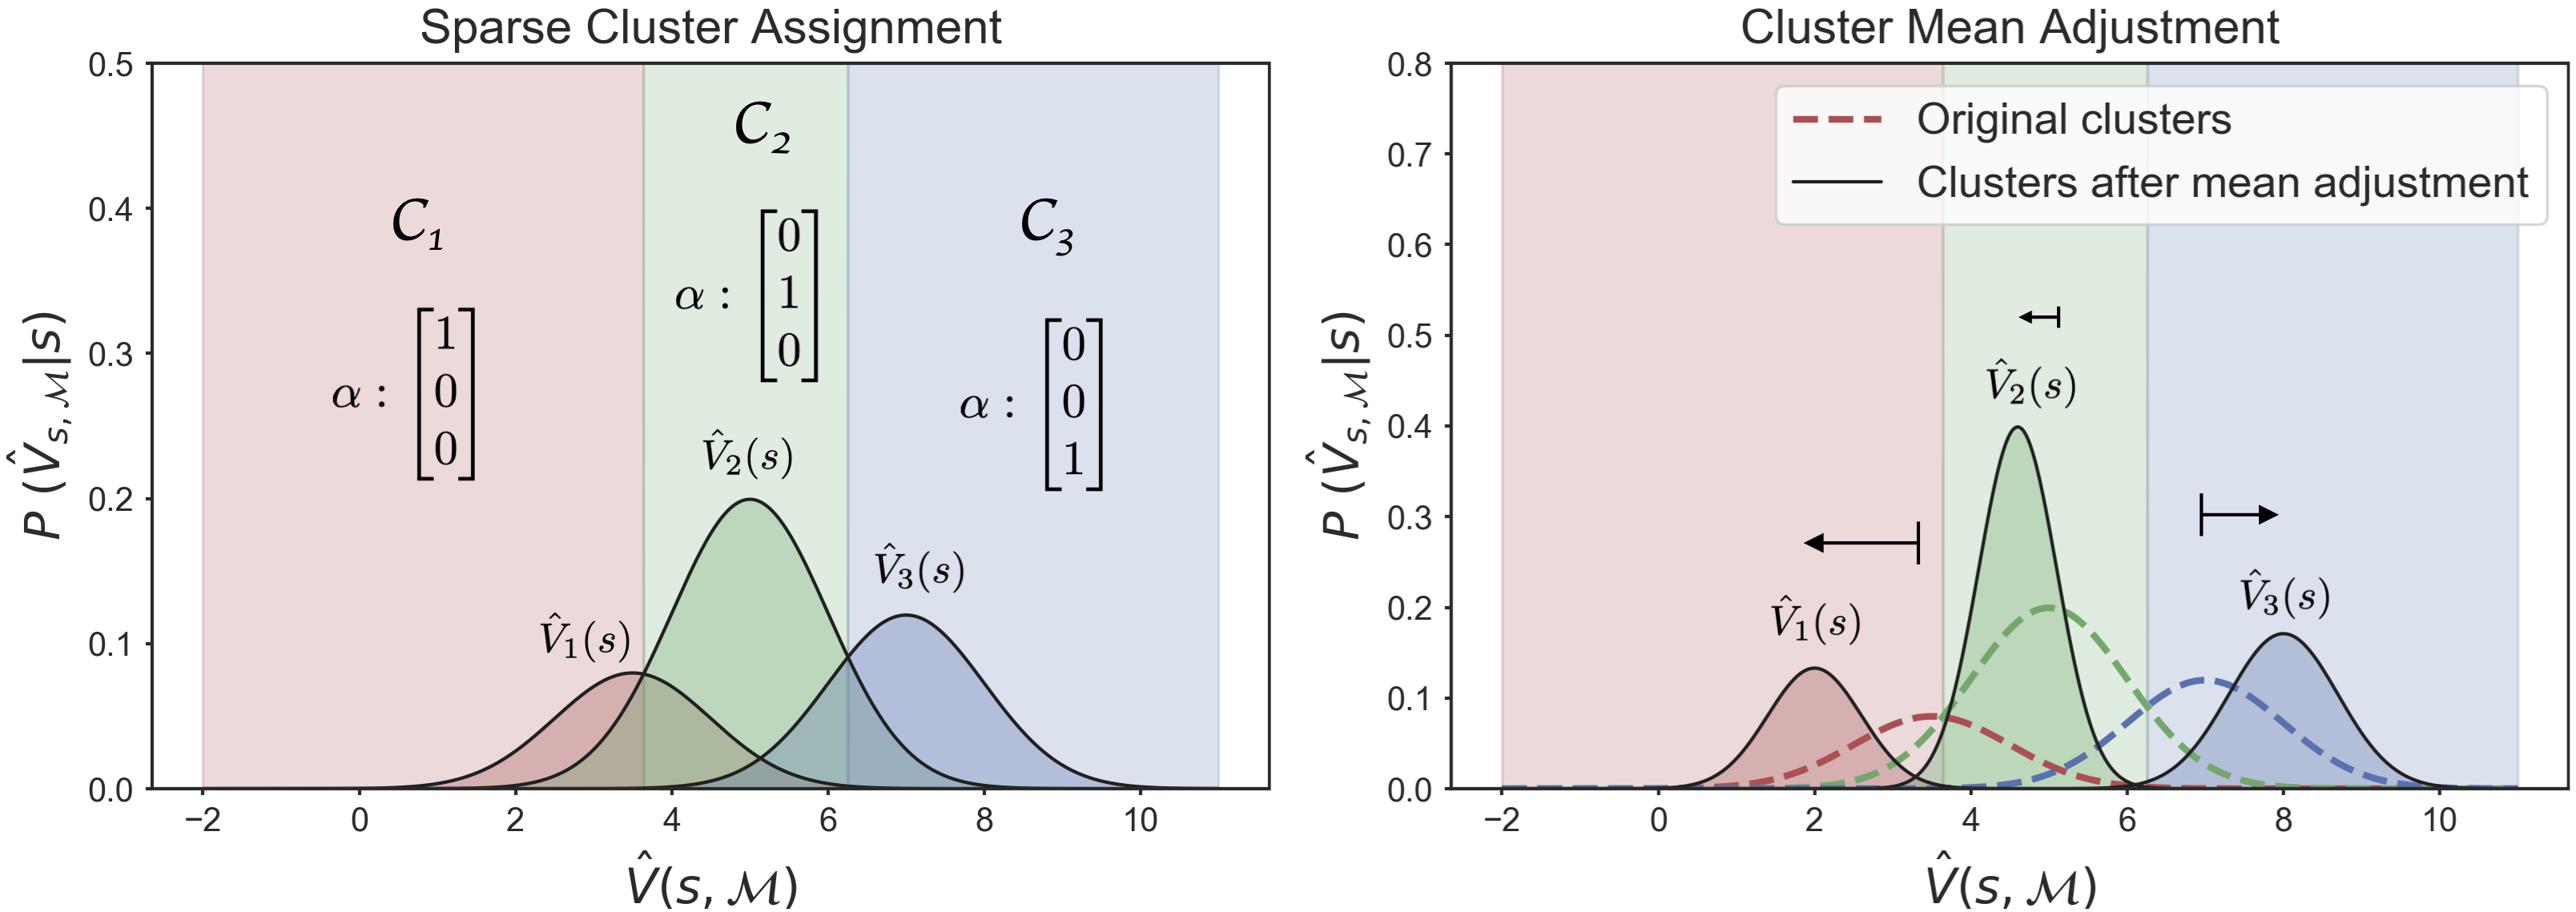 Sparse Cluster Assignment
0.5
0.4
0.3
0.2
0.1
0.0
P (V̂_{s, ℳ}|s)
C₁
α : [1 0 0]
C₂
α : [0 1 0]
C₃
α : [0 0 1]
V̂₁(s)
V̂₂(s)
V̂₃(s)
−2 0 2 4 6 8 10
V̂(s, ℳ)
Cluster Mean Adjustment
0.8
0.7
0.6
0.5
0.4
0.3
0.2
0.1
0.0
P (V̂_{s, ℳ}|s)
Original clusters
Clusters after mean adjustment
V̂₁(s)
V̂₂(s)
V̂₃(s)
−2 0 2 4 6 8 10
V̂(s, ℳ)